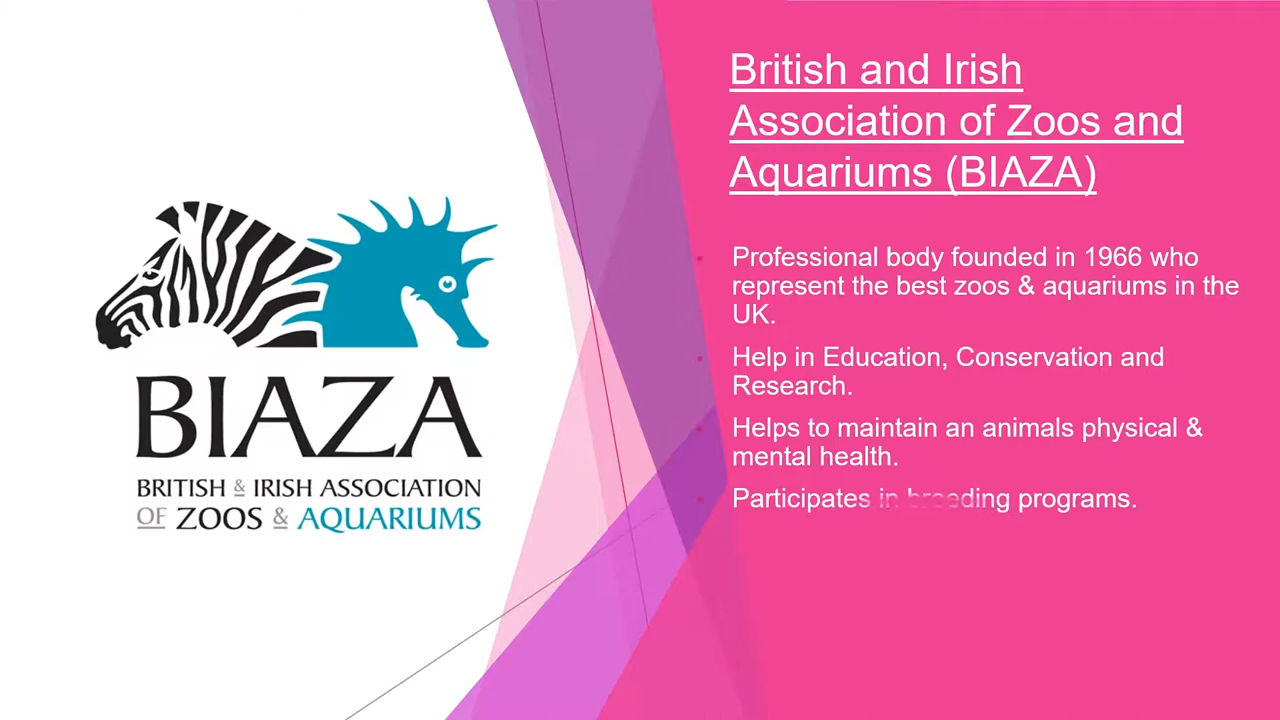 BIAZA
BRITISH & IRISH ASSOCIATION
OF ZOOS & AQUARIUMS
British and Irish
Association of Zoos and
Aquariums (BIAZA)
Professional body founded in 1966 who
represent the best zoos & aquariums in the
UK.
Help in Education, Conservation and
Research.
Helps to maintain an animals physical &
mental health.
Participates in breeding programs.